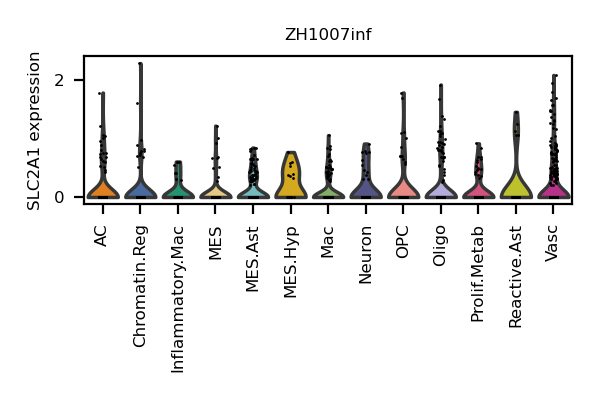 ZH1007inf
SLC2A1 expression
2
0
AC
Chromatin.Reg
Inflammatory.Mac
MES
MES.Ast
MES.Hyp
Mac
Neuron
OPC
Oligo
Prolif.Metab
Reactive.Ast
Vasc